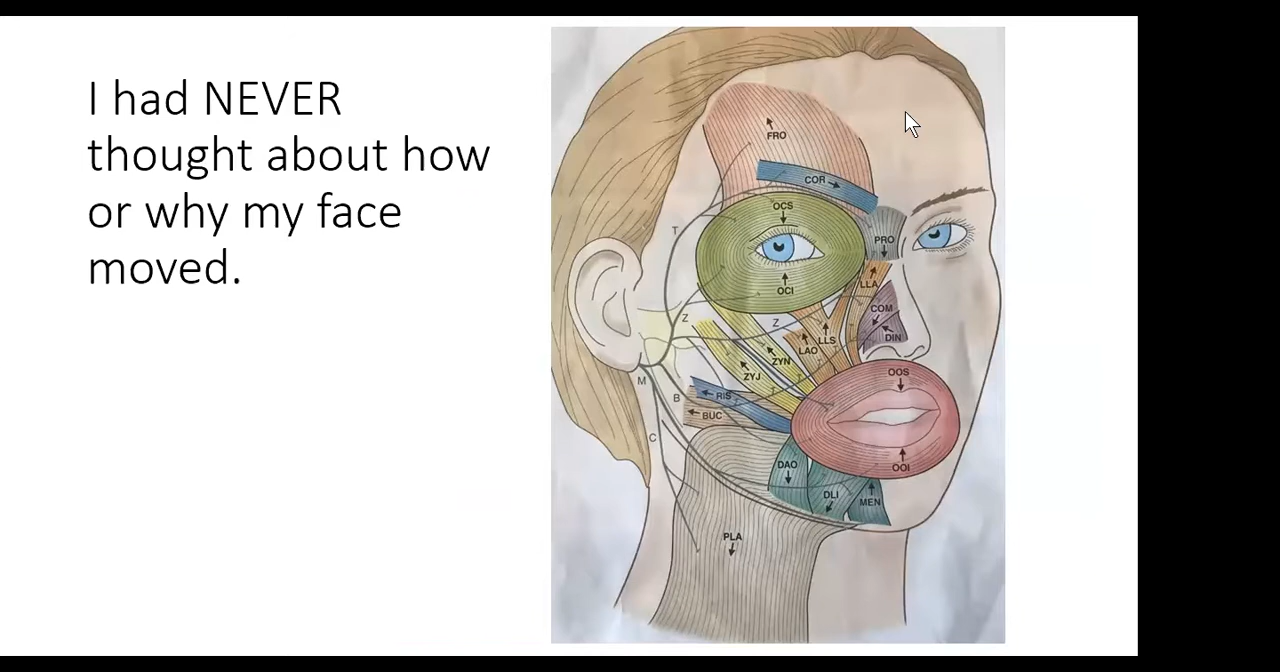 I had NEVER
thought about how
or why my face
moved.
FRO
COR
OCS
T
PRO
OCI
LLA
COM
Z
Z
DIN
LLS
LAO
ZYN
OOS
ZYJ
M
RIS
B
BUC
C
DAO
OOI
DLI
MEN
PLA